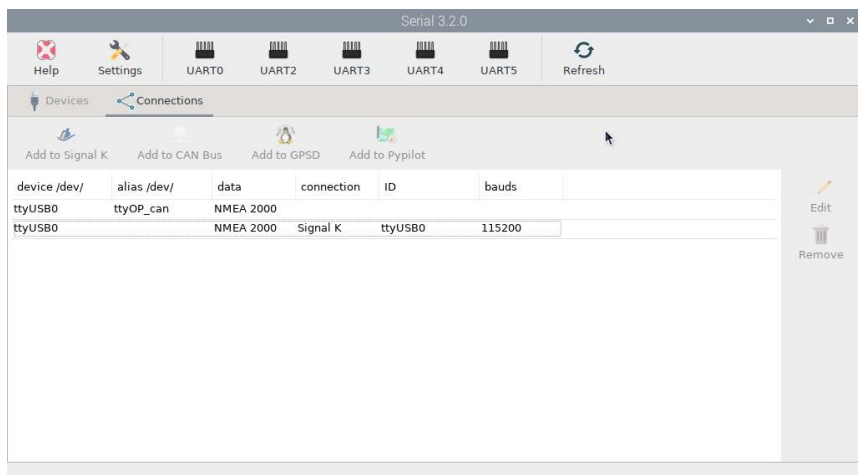 Serial 3.2.0
Help Settings UART0 UART2 UART3 UART4 UART5 Refresh
Devices Connections
Add to Signal K Add to CAN Bus Add to GPSD Add to Pypilot
device /dev/ alias /dev/ data connection ID bauds
ttyUSB0 ttyOP_can NMEA 2000
ttyUSB0 NMEA 2000 Signal K ttyUSB0 115200
Edit
Remove